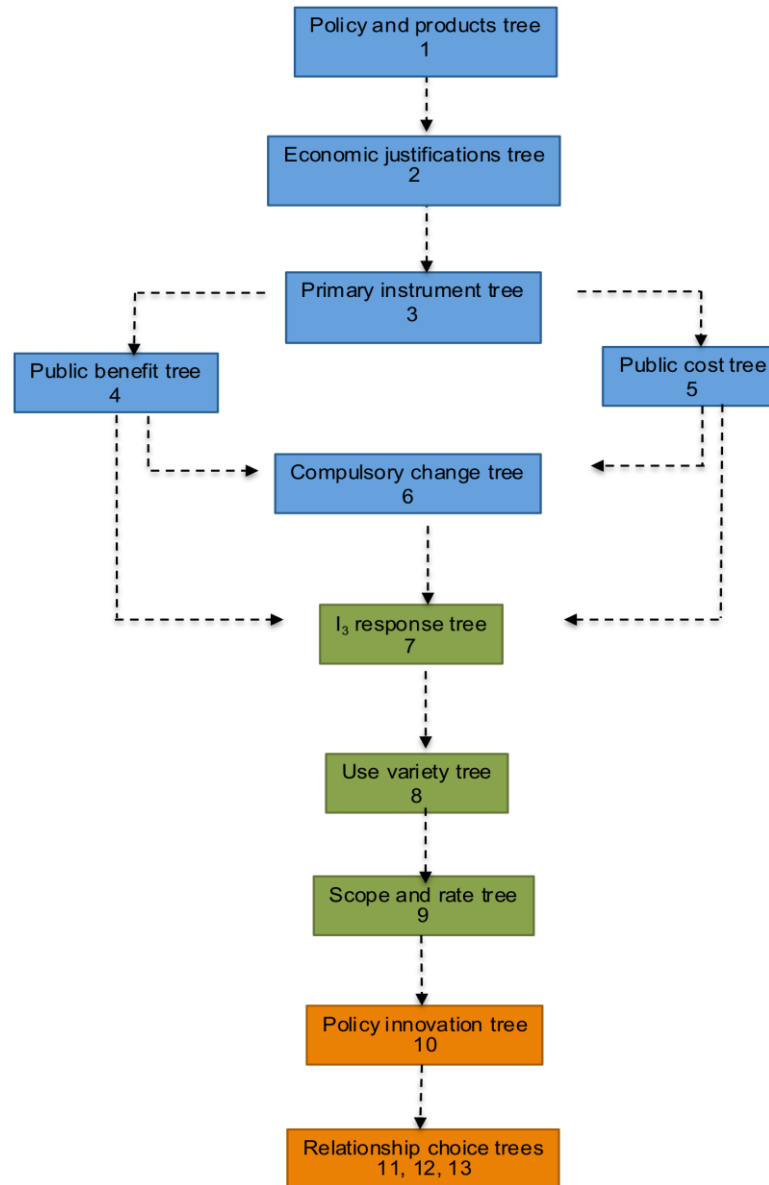 Policy and products tree
1
Economic justifications tree
2
Primary instrument tree
3
Public benefit tree
4
Public cost tree
5
Compulsory change tree
6
I₃ response tree
7
Use variety tree
8
Scope and rate tree
9
Policy innovation tree
10
Relationship choice trees
11, 12, 13